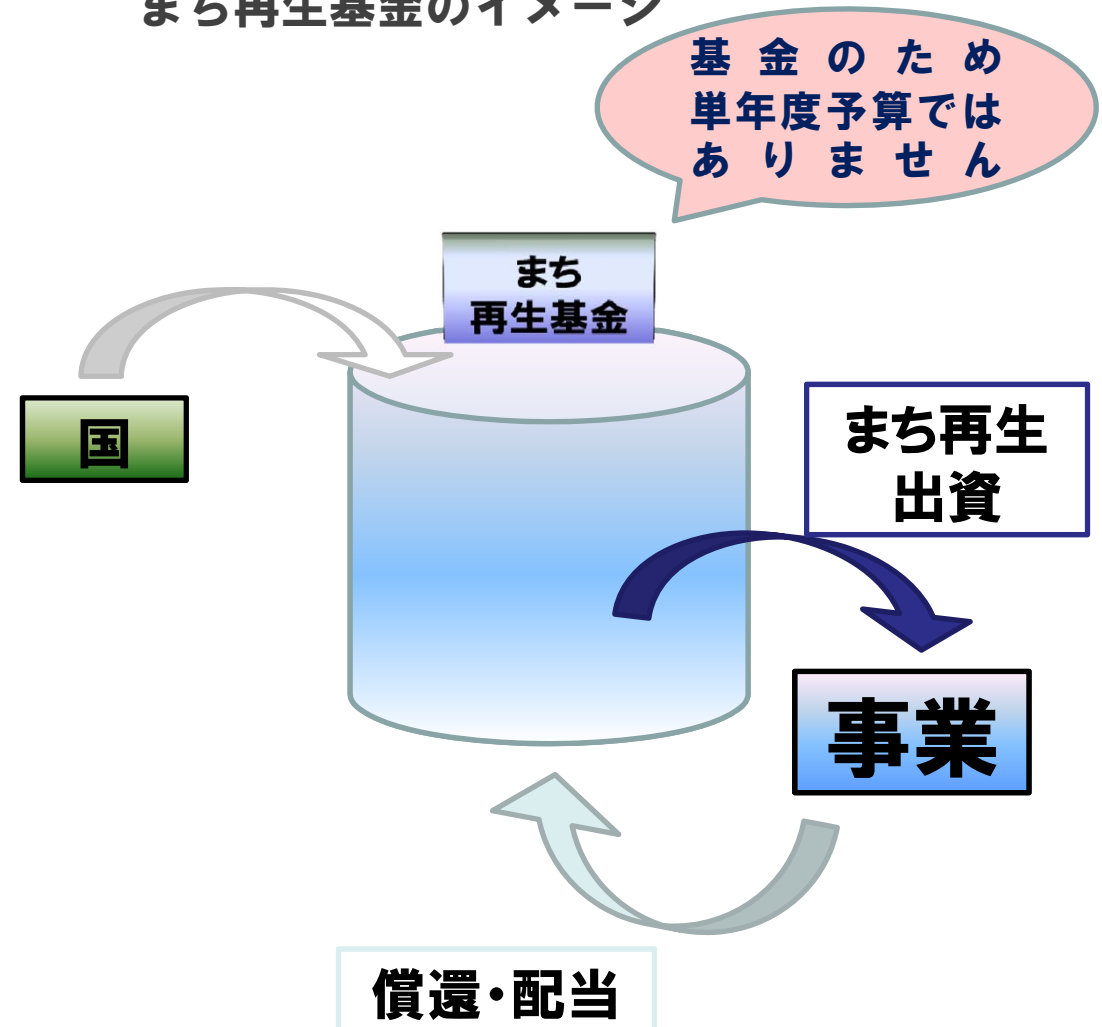 まち再生基金のイメージ
基金のため
単年度予算では
ありません
まち
再生基金
国
まち再生
出資
事業
償還・配当